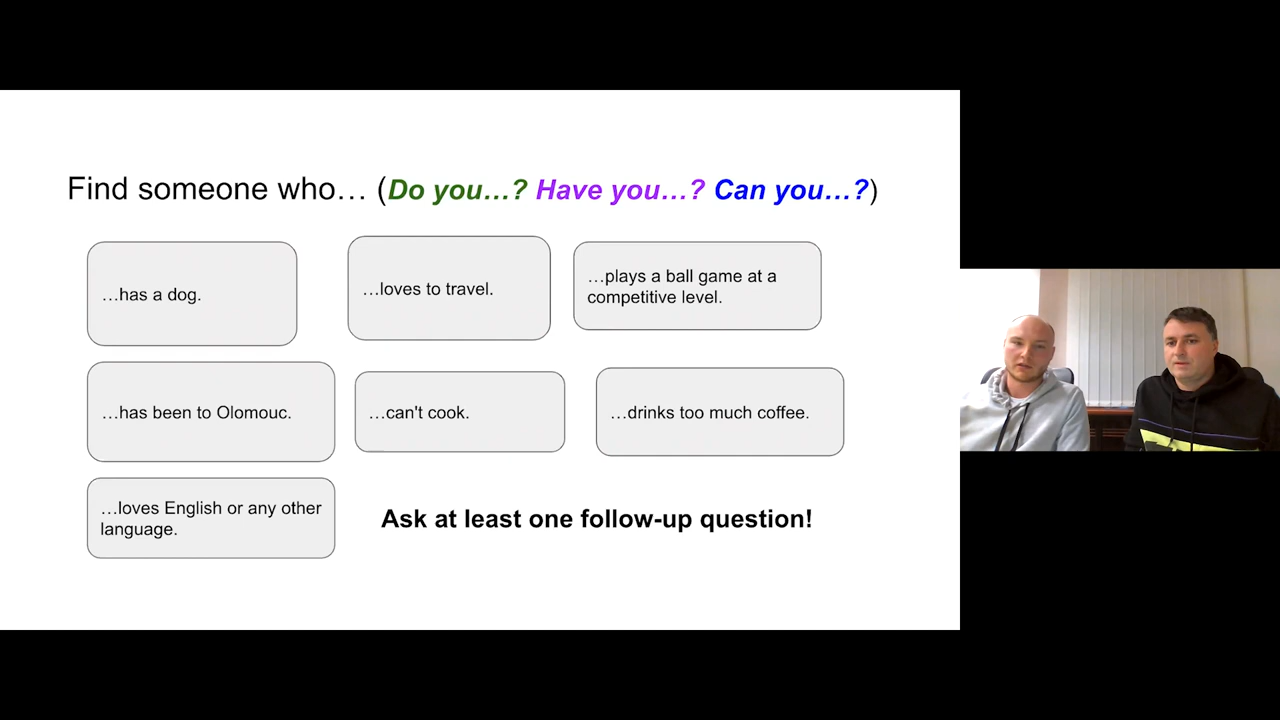 Find someone who… (Do you…? Have you…? Can you…?)
…has a dog.
…loves to travel.
…plays a ball game at a
competitive level.
…has been to Olomouc.
…can't cook.
…drinks too much coffee.
…loves English or any other
language.
Ask at least one follow-up question!